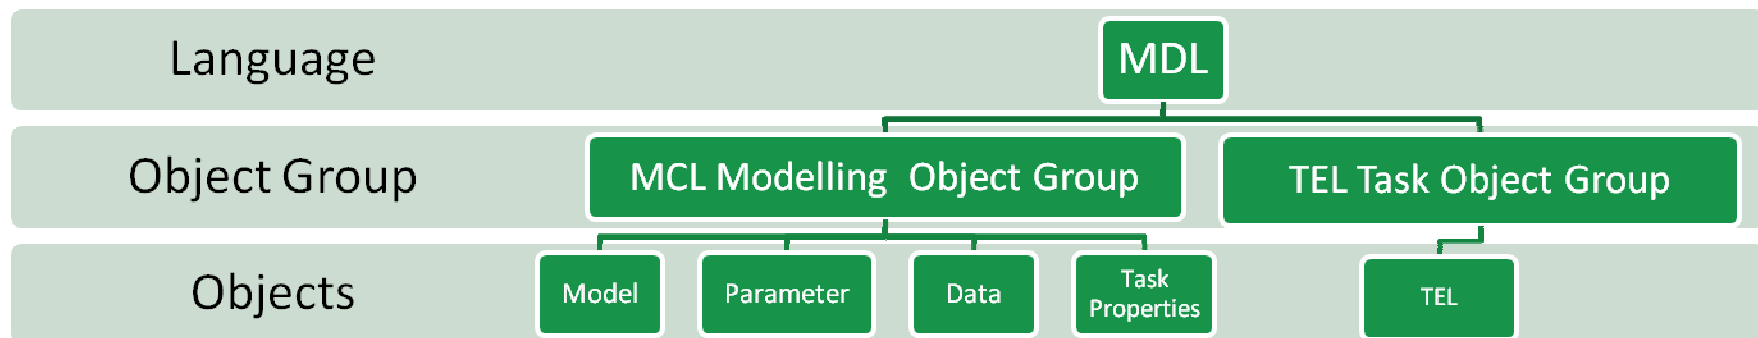 Language
MDL
Object Group
MCL Modelling Object Group
TEL Task Object Group
Objects
Model
Parameter
Data
Task
Properties
TEL